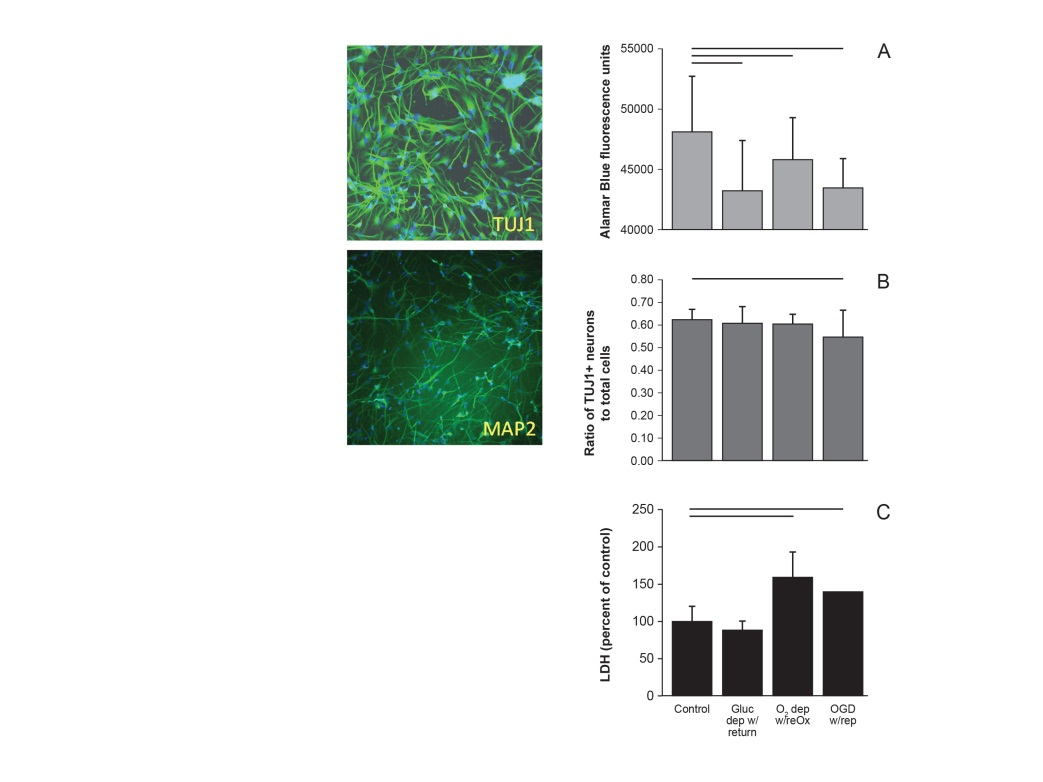 TUJ1
MAP2
A
Alamar Blue fluorescence units
55000
50000
45000
40000
B
Ratio of TUJ1+ neurons
to total cells
0.80
0.70
0.60
0.50
0.40
0.30
0.20
0.10
0.00
C
LDH (percent of control)
250
200
150
100
50
0
Control
Gluc
dep w/
return
O₂ dep
w/reOx
OGD
w/rep